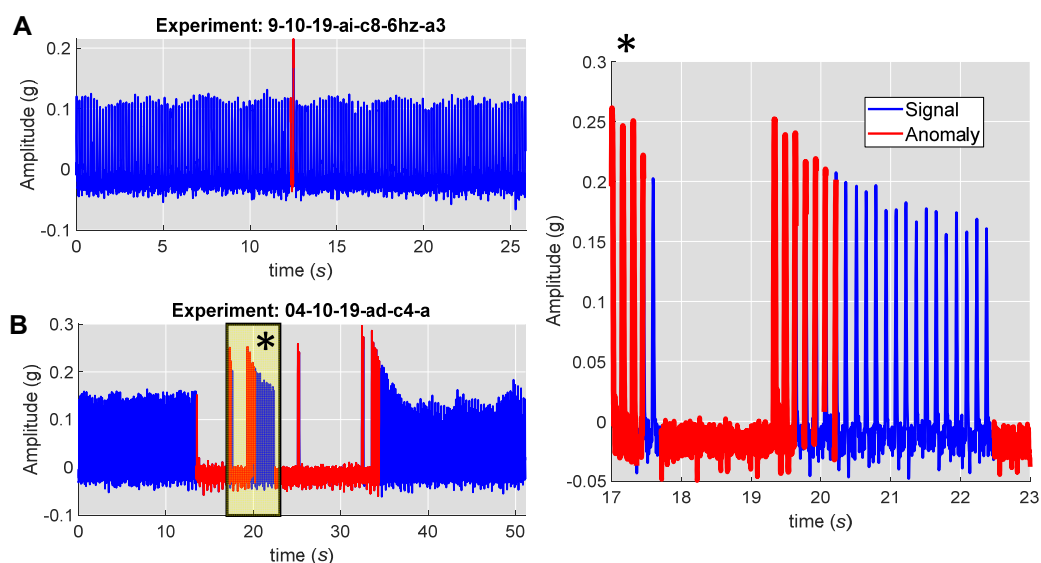 A
Experiment: 9-10-19-ai-c8-6hz-a3
0.2
0.1
0
-0.1
Amplitude (g)
0 5 10 15 20 25
time (s)
B
Experiment: 04-10-19-ad-c4-a
0.3
0.2
0.1
0
-0.1
Amplitude (g)
*
0 10 20 30 40 50
time (s)
*
0.3
0.25
0.2
0.15
0.1
0.05
0
-0.05
Amplitude (g)
Signal
Anomaly
17 18 19 20 21 22 23
time (s)